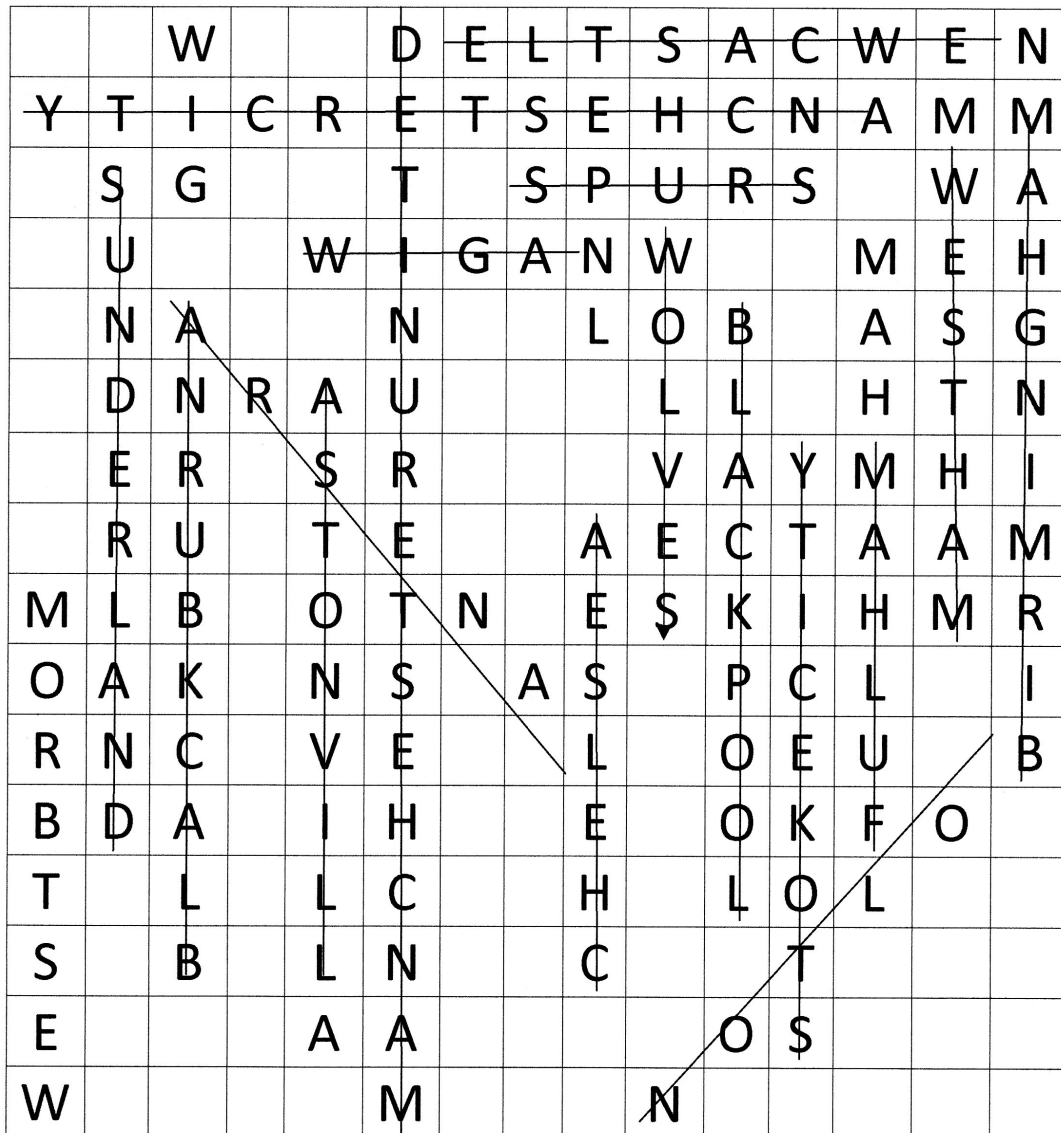 W D E L T S A C W E N
Y T I C R E T S E H C N A M M
S G T S P U R S W A
U W I G A N W M E H
N A N L O B A S G
D N R A U L L H T N
E R S R V A Y M H I
R U T E A E C T A A M
M L B O T N E S K I H M R
O A K N S A S P C L I
R N C V E L O E U B
B D A I H E O K F O
T L L C H L O L
S B L N C T
E A A O S
W M N